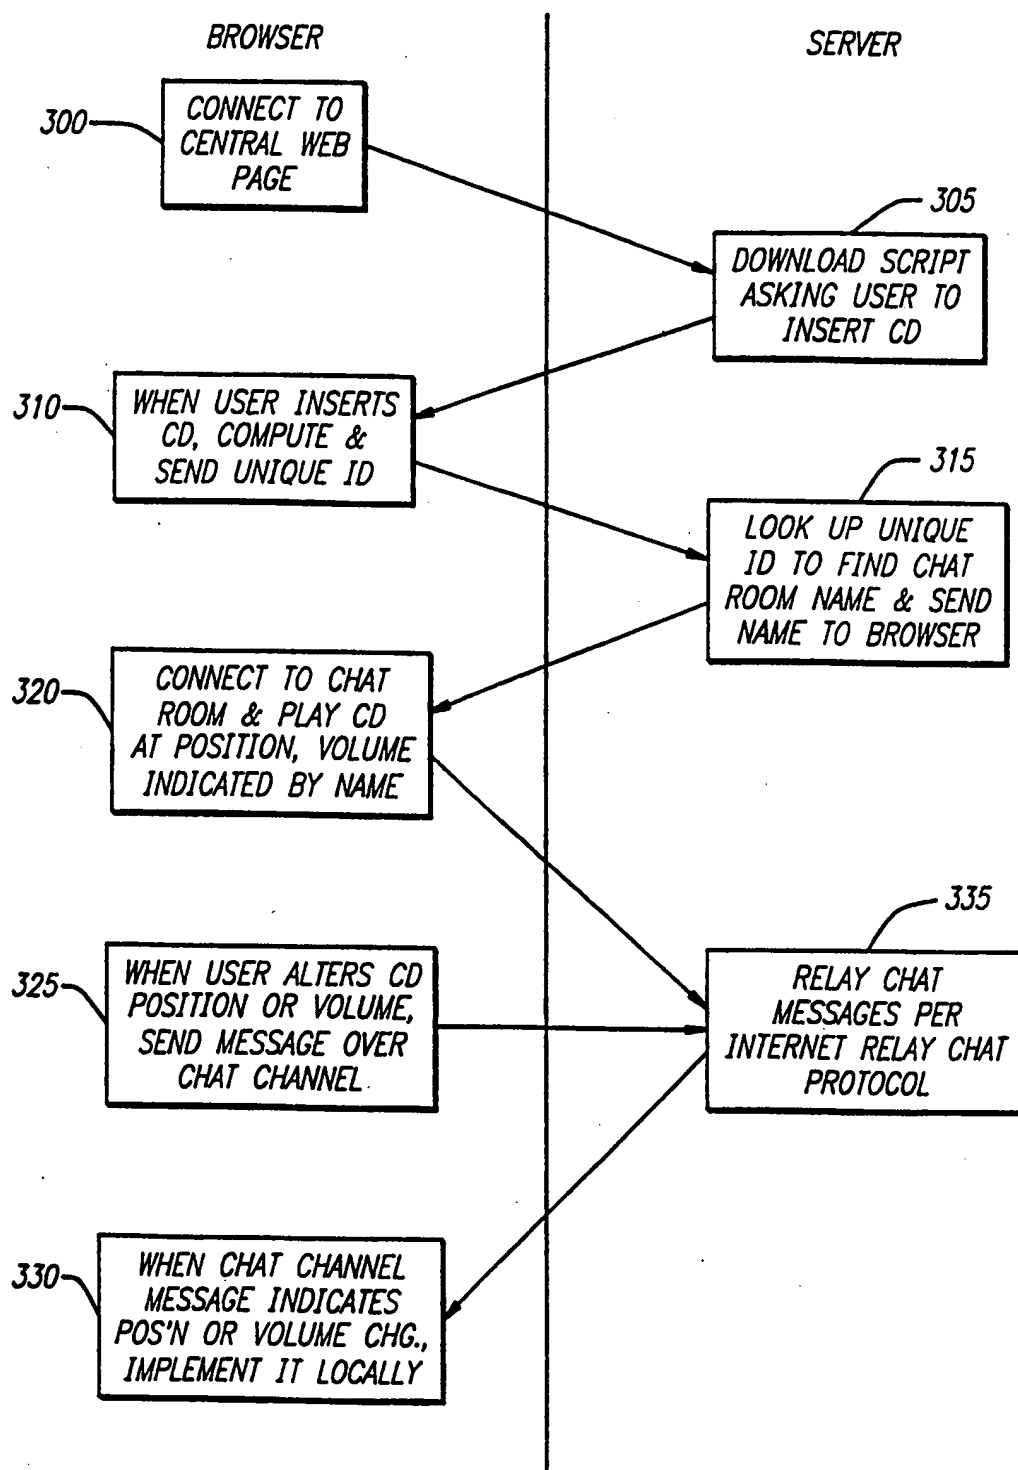 BROWSER
SERVER
300
CONNECT TO
CENTRAL WEB
PAGE
305
DOWNLOAD SCRIPT
ASKING USER TO
INSERT CD
310
WHEN USER INSERTS
CD, COMPUTE &
SEND UNIQUE ID
315
LOOK UP UNIQUE
ID TO FIND CHAT
ROOM NAME & SEND
NAME TO BROWSER
320
CONNECT TO CHAT
ROOM & PLAY CD
AT POSITION, VOLUME
INDICATED BY NAME
335
RELAY CHAT
MESSAGES PER
INTERNET RELAY CHAT
PROTOCOL
325
WHEN USER ALTERS CD
POSITION OR VOLUME,
SEND MESSAGE OVER
CHAT CHANNEL
330
WHEN CHAT CHANNEL
MESSAGE INDICATES
POS'N OR VOLUME CHG.,
IMPLEMENT IT LOCALLY